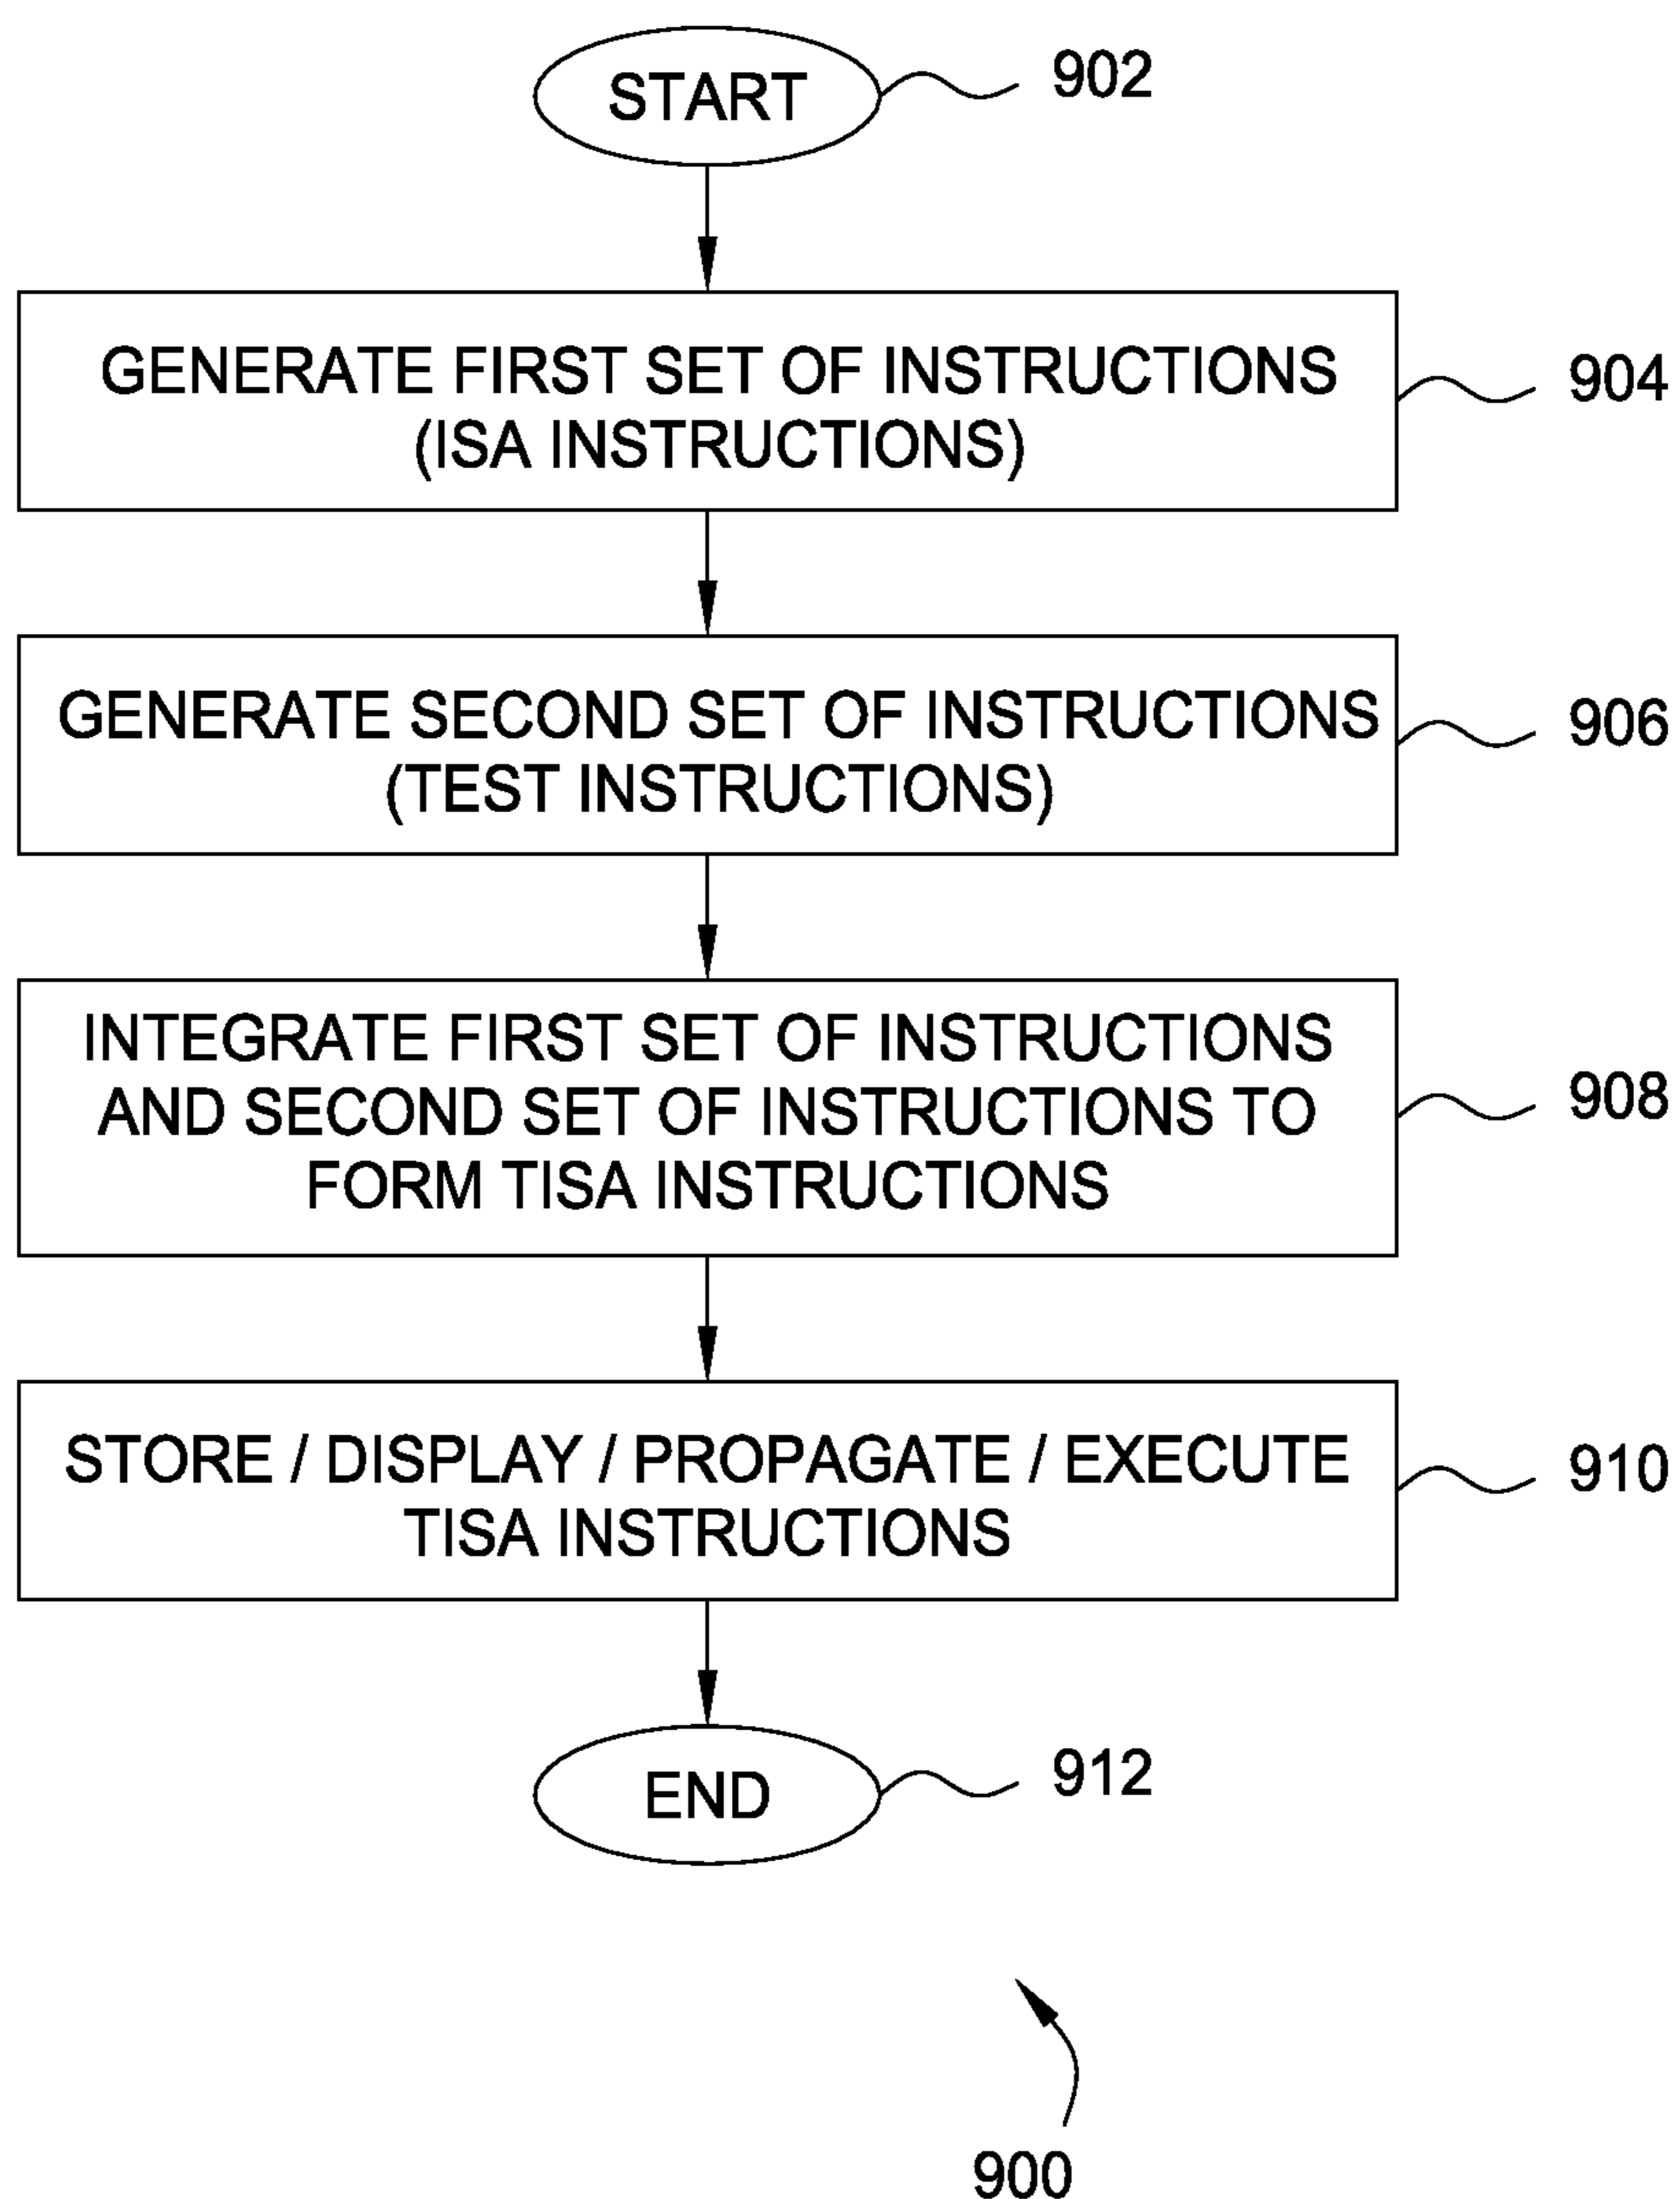 START
902
GENERATE FIRST SET OF INSTRUCTIONS
(ISA INSTRUCTIONS)
904
GENERATE SECOND SET OF INSTRUCTIONS
(TEST INSTRUCTIONS)
906
INTEGRATE FIRST SET OF INSTRUCTIONS
AND SECOND SET OF INSTRUCTIONS TO
FORM TISA INSTRUCTIONS
908
STORE / DISPLAY / PROPAGATE / EXECUTE
TISA INSTRUCTIONS
910
END
912
900